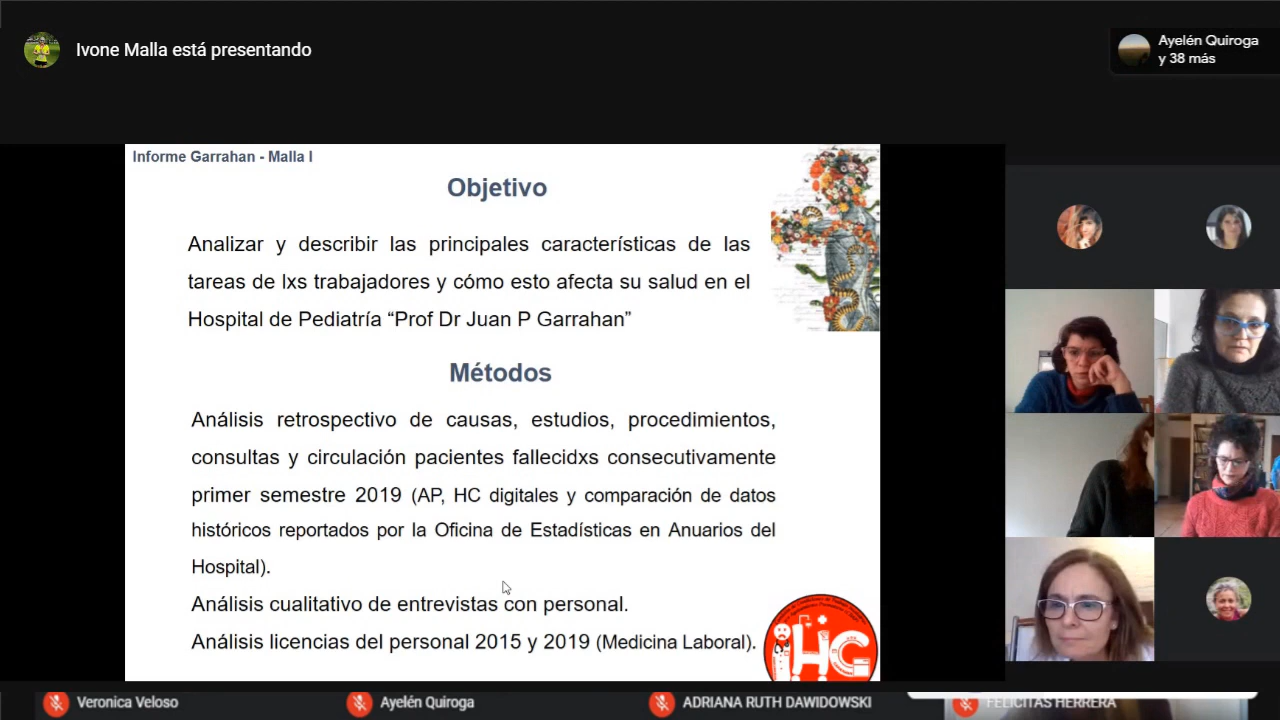 Ivone Malla está presentando
Ayelén Quiroga
y 38 más
Informe Garrahan - Malla I
Objetivo
Analizar y describir las principales características de las
tareas de lxs trabajadores y cómo esto afecta su salud en el
Hospital de Pediatría “Prof Dr Juan P Garrahan”
Métodos
Análisis retrospectivo de causas, estudios, procedimientos,
consultas y circulación pacientes fallecidxs consecutivamente
primer semestre 2019 (AP, HC digitales y comparación de datos
históricos reportados por la Oficina de Estadísticas en Anuarios del
Hospital).
Análisis cualitativo de entrevistas con personal.
Análisis licencias del personal 2015 y 2019 (Medicina Laboral).
iHG
Veronica Veloso
Ayelén Quiroga
ADRIANA RUTH DAWIDOWSKI
FELICITAS HERRERA